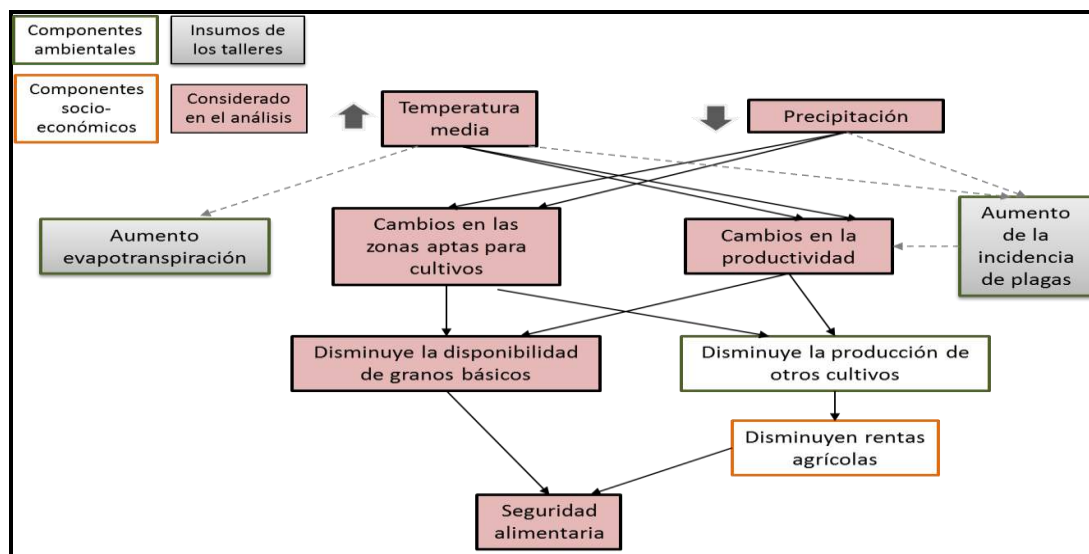 Componentes
ambientales
Insumos de
los talleres
Componentes
socio-
económicos
Considerado
en el análisis
Temperatura
media
Precipitación
Aumento
evapotranspiración
Cambios en las
zonas aptas para
cultivos
Cambios en la
productividad
Aumento
de la
incidencia
de plagas
Disminuye la disponibilidad
de granos básicos
Disminuye la producción de
otros cultivos
Disminuyen rentas
agrícolas
Seguridad
alimentaria